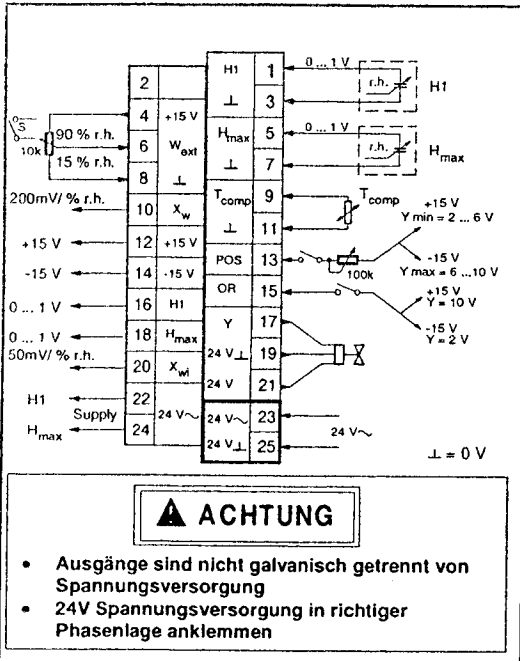 H1 1 0 ... 1 V
r.h. H1
2 ⊥ 3
4 +15 V H max 5 0 ... 1 V
S
10k
90 % r.h. 6 W ext
r.h. H max
15 % r.h. 8 ⊥ ⊥ 7
200mV/ % r.h. 10 X w T comp 9 T comp
⊥ 11
+15 V
Y min = 2 ... 6 V
+15 V 12 +15 V POS 13 100k
-15 V
Y max = 6 ... 10 V
-15 V 14 -15 V OR 15
+15 V
Y = 10 V
0 ... 1 V 16 H1 Y 17
-15 V
Y = 2 V
0 ... 1 V 18 H max 24 V ⊥ 19
50mV/ % r.h. 20 X wi 24 V 21
H1 22
Supply 24 V ~ 24 V ~ 23
24 V ~
H max 24 24 V ⊥ 25
⊥ = 0 V
ACHTUNG
• Ausgänge sind nicht galvanisch getrennt von
Spannungsversorgung
• 24V Spannungsversorgung in richtiger
Phasenlage anklemmen